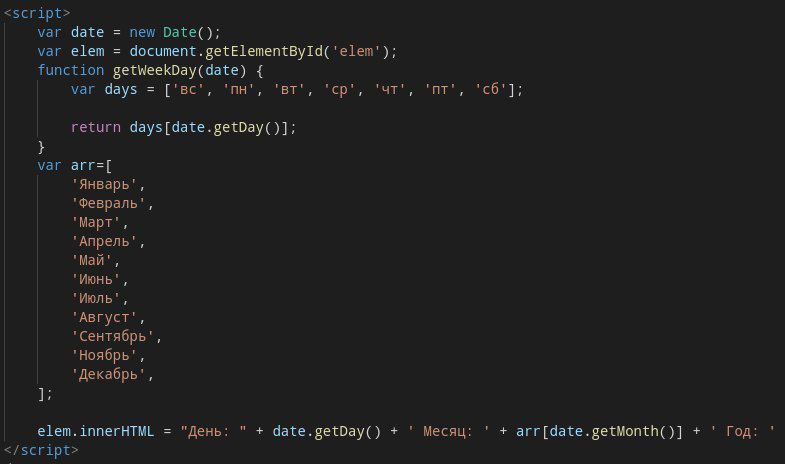 <script>
var date = new Date();
var elem = document.getElementById('elem');
function getWeekDay(date) {
var days = ['вс', 'пн', 'вт', 'ср', 'чт', 'пт', 'сб'];
return days[date.getDay()];
}
var arr=[
'Январь',
'Февраль',
'Март',
'Апрель',
'Май',
'Июнь',
'Июль',
'Август',
'Сентябрь',
'Ноябрь',
'Декабрь',
];
elem.innerHTML = "День: " + date.getDay() + ' Месяц: ' + arr[date.getMonth()] + ' Год: '
</script>